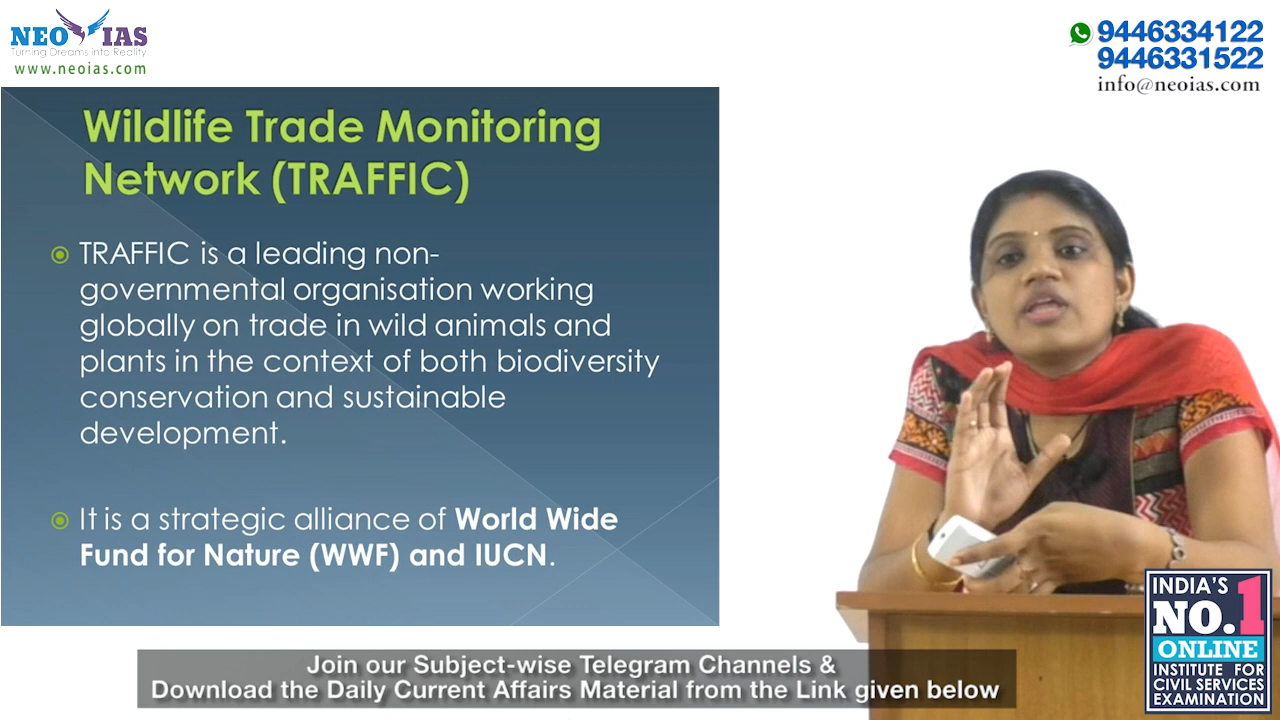 NEO IAS
Turning Dreams into Reality
www.neoias.com
9446334122
9446331522
info@neoias.com
Wildlife Trade Monitoring
Network (TRAFFIC)
TRAFFIC is a leading non-
governmental organisation working
globally on trade in wild animals and
plants in the context of both biodiversity
conservation and sustainable
development.
It is a strategic alliance of World Wide
Fund for Nature (WWF) and IUCN.
INDIA'S
NO.1
ONLINE
INSTITUTE FOR
CIVIL SERVICES
EXAMINATION
Join our Subject-wise Telegram Channels &
Download the Daily Current Affairs Material from the Link given below